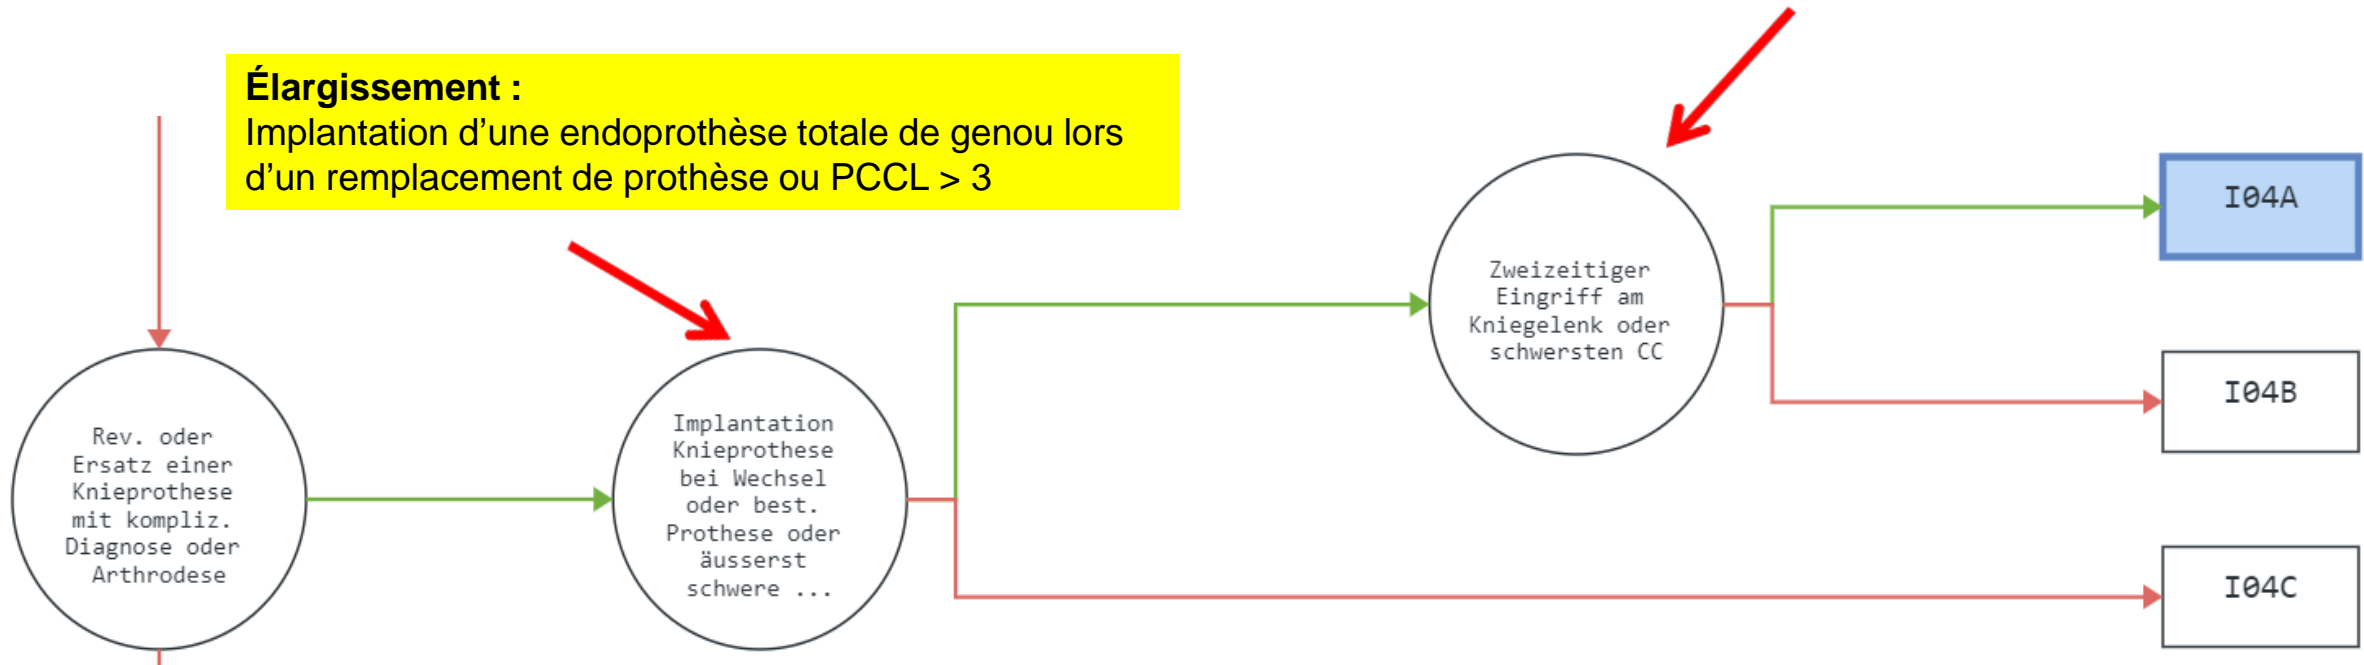 Élargissement :
Implantation d’une endoprothèse totale de genou lors
d’un remplacement de prothèse ou PCCL > 3
Rev. oder
Ersatz einer
Knieprothese
mit kompliz.
Diagnose oder
Arthrodese
Implantation
Knieprothese
bei Wechsel
oder best.
Prothese oder
äusserst
schwere ...
Zweizeitiger
Eingriff am
Kniegelenk oder
schwersten CC
I04A
I04B
I04C